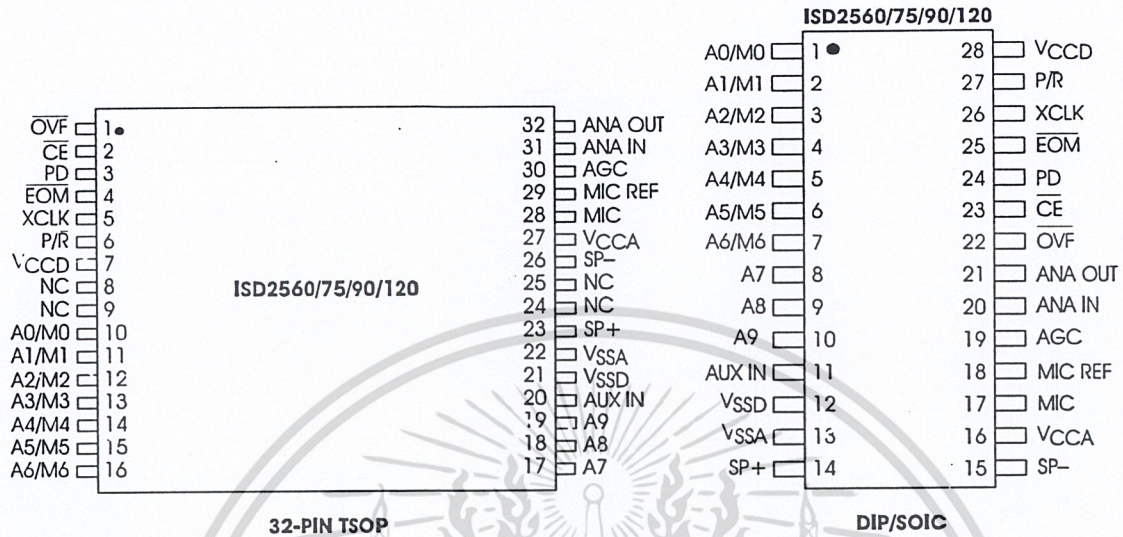 ISD2560/75/90/120
A0/M0 1 28 VCCD
A1/M1 2 27 P/R̅
A2/M2 3 26 XCLK
A3/M3 4 25 E̅O̅M̅
A4/M4 5 24 PD
A5/M5 6 23 C̅E̅
A6/M6 7 22 O̅V̅F̅
A7 8 21 ANA OUT
A8 9 20 ANA IN
A9 10 19 AGC
AUX IN 11 18 MIC REF
VSSD 12 17 MIC
VSSA 13 16 VCCA
SP+ 14 15 SP–
DIP/SOIC
O̅V̅F̅ 1 32 ANA OUT
C̅E̅ 2 31 ANA IN
PD 3 30 AGC
E̅O̅M̅ 4 29 MIC REF
XCLK 5 28 MIC
P/R̅ 6 27 VCCA
VCCD 7 26 SP–
NC 8 25 NC
NC 9 24 NC
A0/M0 10 23 SP+
A1/M1 11 22 VSSA
A2/M2 12 21 VSSD
A3/M3 13 20 AUX IN
A4/M4 14 19 A9
A5/M5 15 18 A8
A6/M6 16 17 A7
ISD2560/75/90/120
32-PIN TSOP